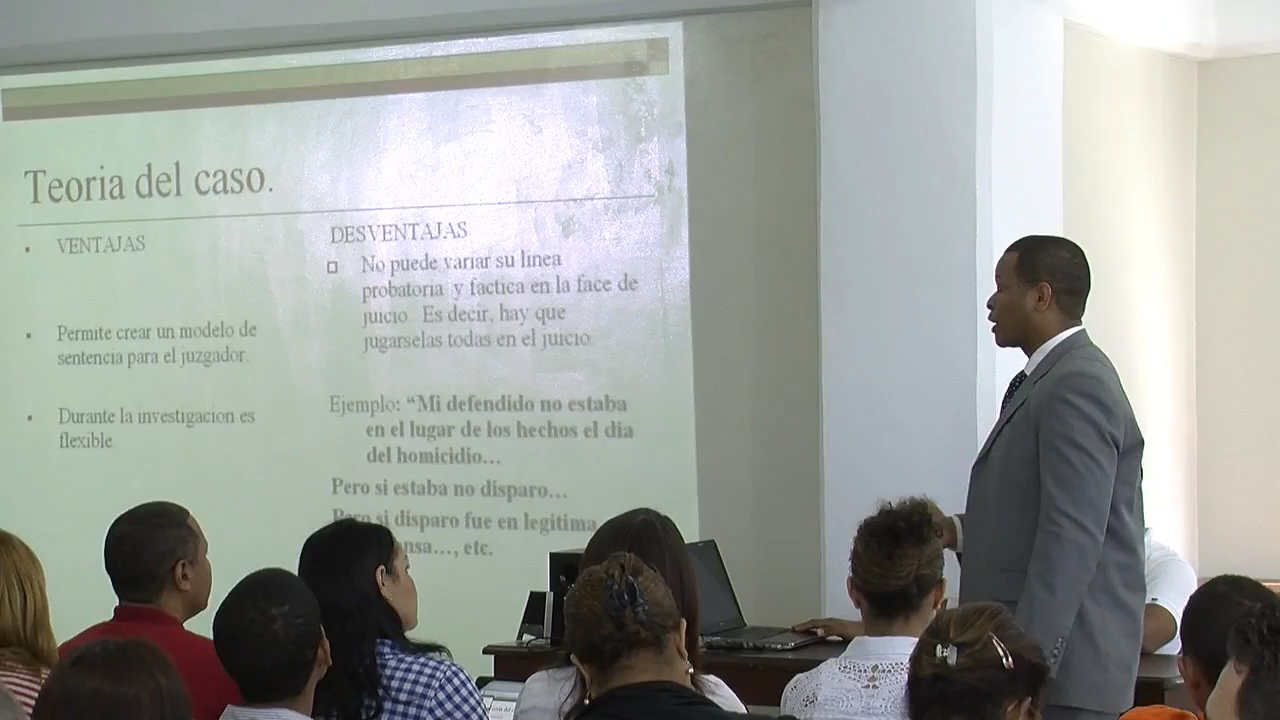 Teoria del caso.
VENTAJAS
Permite crear un modelo de
sentencia para el juzgador.
Durante la investigacion es
flexible.
DESVENTAJAS
No puede variar su linea
probatoria y factica en la face de
juicio. Es decir, hay que
jugarselas todas en el juicio.
Ejemplo: “Mi defendido no estaba
en el lugar de los hechos el dia
del homicidio…
Pero si estaba no disparo…
Pero si disparo fue en legitima
…, etc.